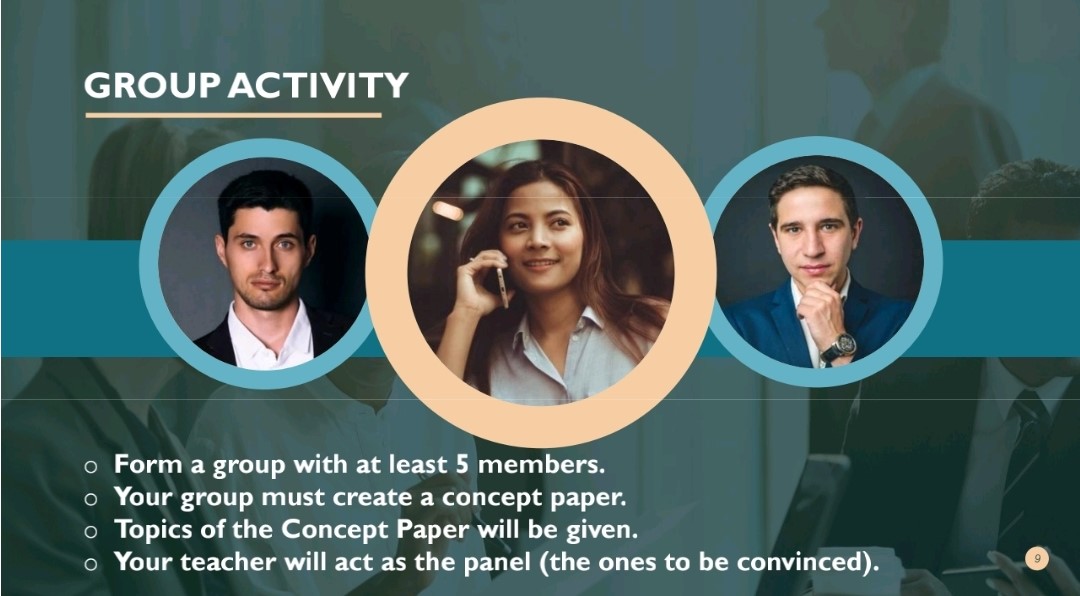 GROUP ACTIVITY
○ Form a group with at least 5 members.
○ Your group must create a concept paper.
○ Topics of the Concept Paper will be given.
○ Your teacher will act as the panel (the ones to be convinced).
9